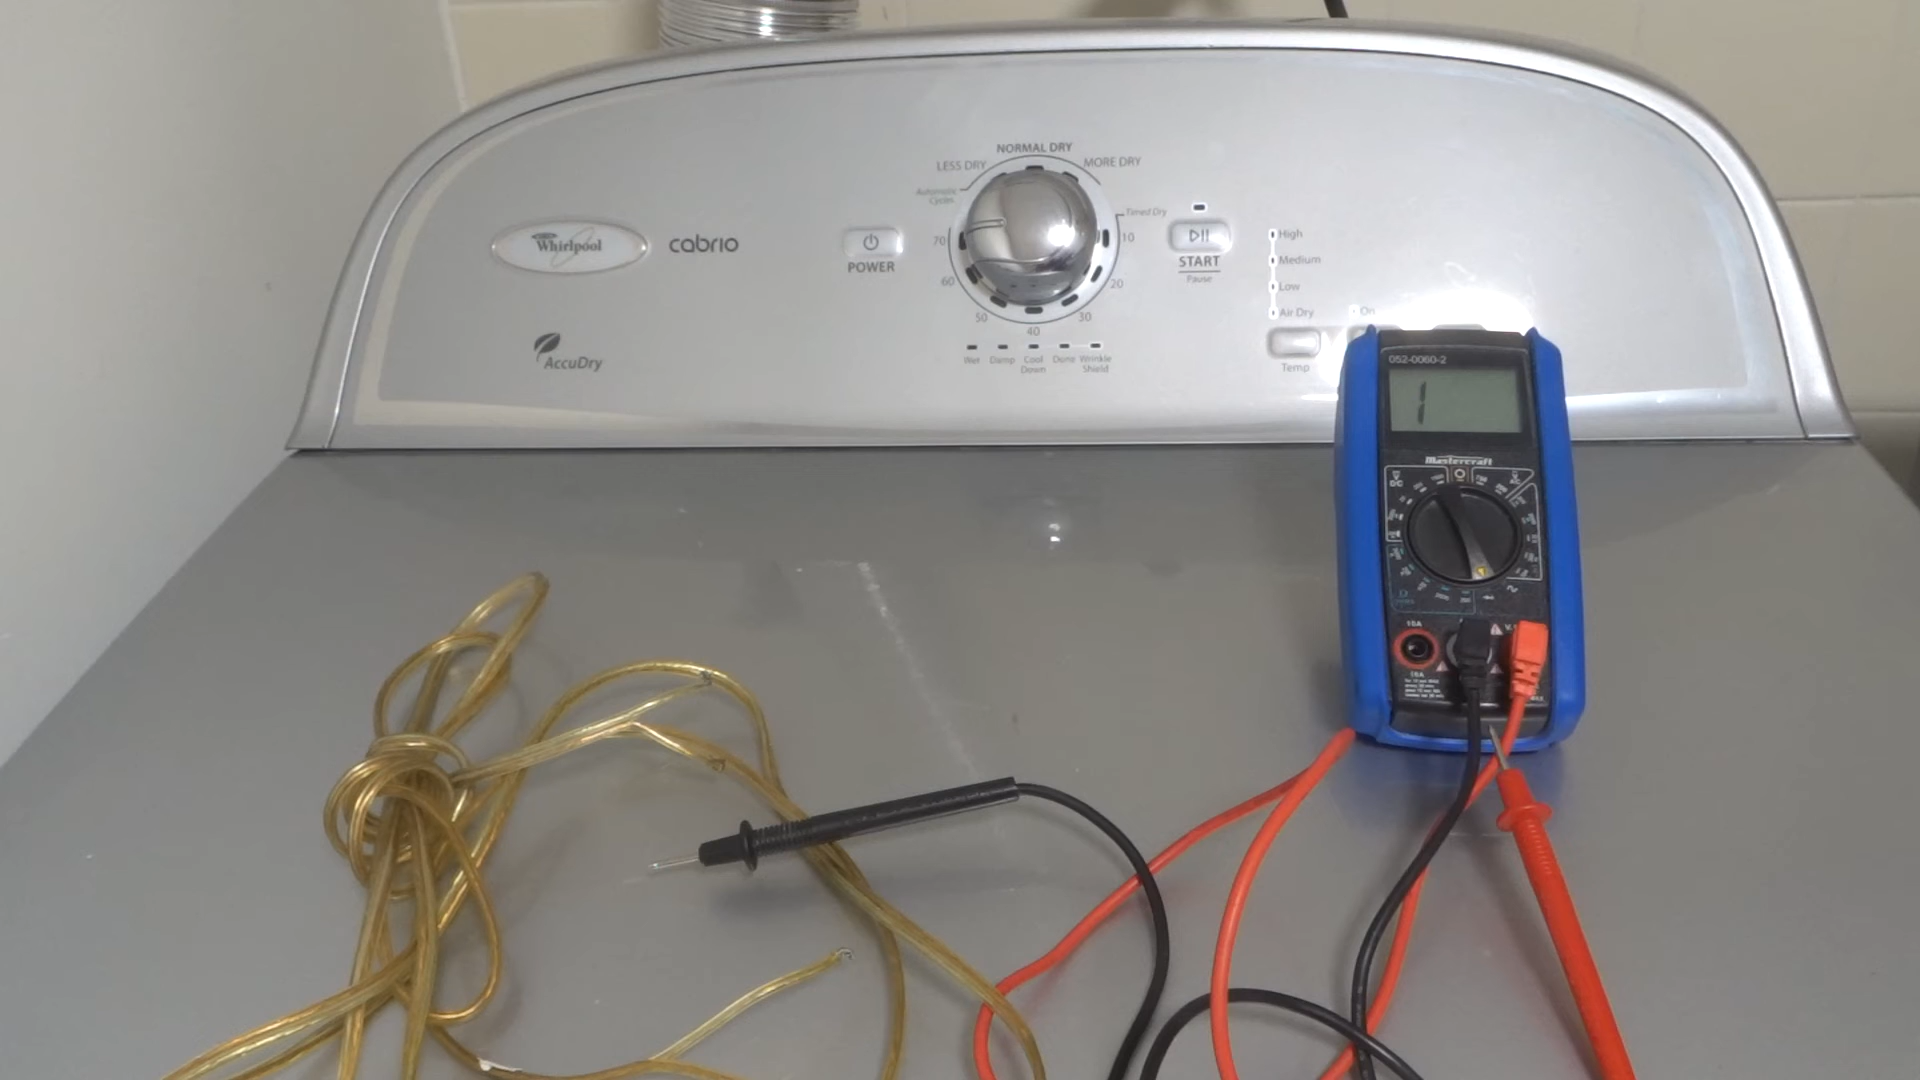 NORMAL DRY
LESS DRY
MORE DRY
Automatic
Cycles
Timed Dry
70
10
60
20
50
30
40
Whirlpool
cabrio
POWER
START
Pause
High
Medium
Low
Air Dry
On
Temp
AccuDry
Wet
Damp
Cool
Down
Done
Wrinkle
Shield
052-0060-2
1
Mastercraft
DC
10A
10A